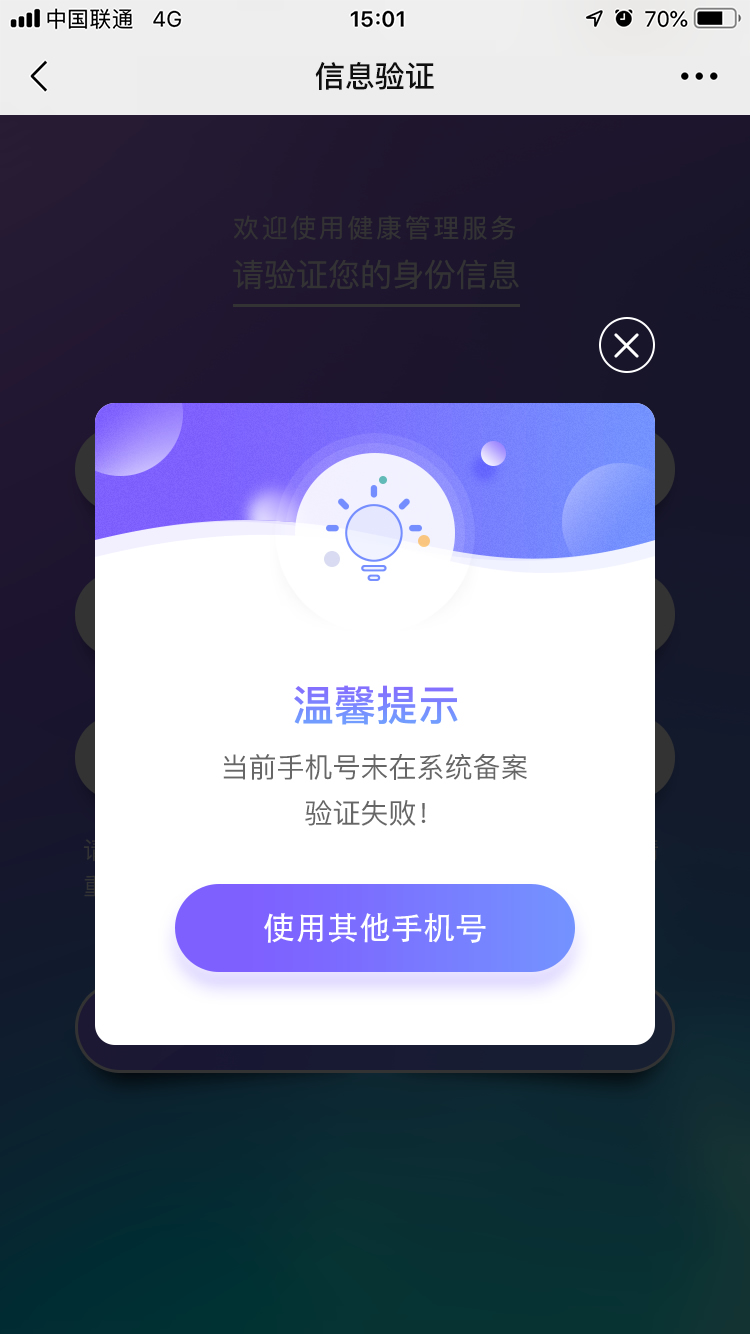 中国联通 4G 15:01 70%
信息验证
欢迎使用健康管理服务
请验证您的身份信息
温馨提示
当前手机号未在系统备案
验证失败！
使用其他手机号